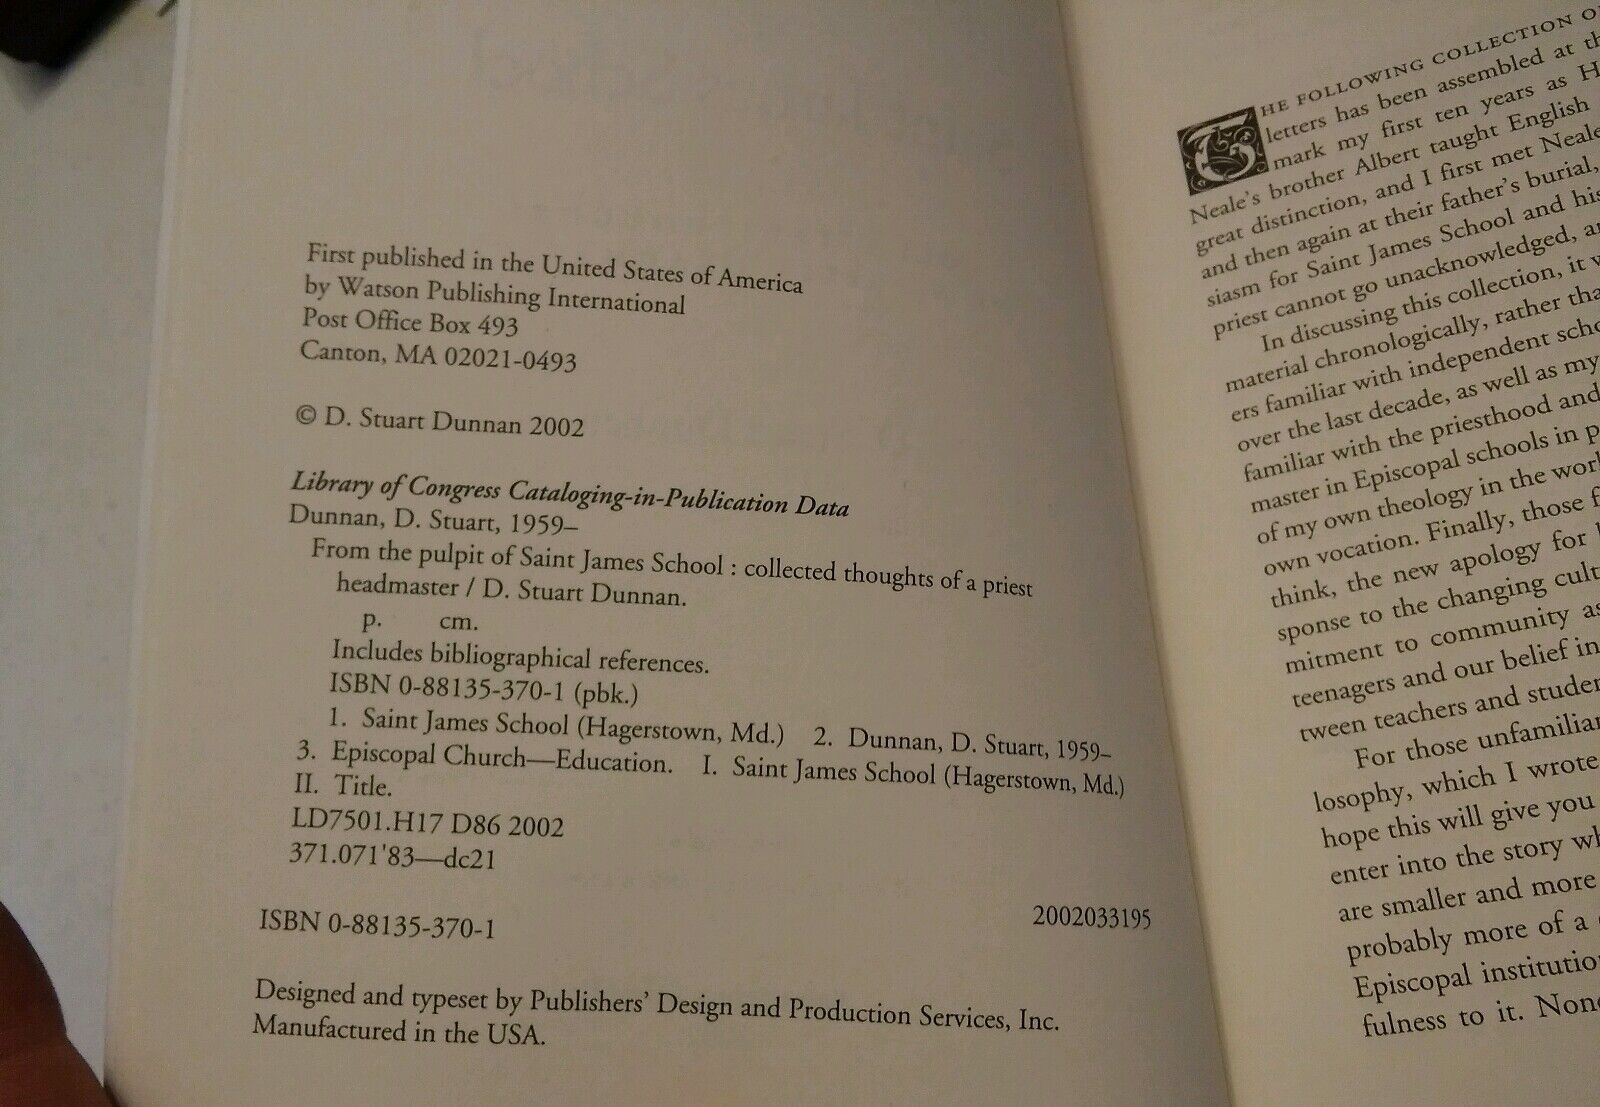 First published in the United States of America
by Watson Publishing International
Post Office Box 493
Canton, MA 02021-0493
© D. Stuart Dunnan 2002
Library of Congress Cataloging-in-Publication Data
Dunnan, D. Stuart, 1959–
From the pulpit of Saint James School : collected thoughts of a priest
headmaster / D. Stuart Dunnan.
p. cm.
Includes bibliographical references.
ISBN 0-88135-370-1 (pbk.)
1. Saint James School (Hagerstown, Md.) 2. Dunnan, D. Stuart, 1959–
3. Episcopal Church—Education. I. Saint James School (Hagerstown, Md.)
II. Title.
LD7501.H17 D86 2002
371.071'83—dc21
ISBN 0-88135-370-1 2002033195
Designed and typeset by Publishers' Design and Production Services, Inc.
Manufactured in the USA.
THE FOLLOWING COLLECTION O
letters has been assembled at th
mark my first ten years as H
Neale's brother Albert taught English
great distinction, and I first met Neale
and then again at their father's burial,
siasm for Saint James School and his
priest cannot go unacknowledged, a
In discussing this collection, it w
material chronologically, rather tha
ers familiar with independent scho
over the last decade, as well as my
familiar with the priesthood and
master in Episcopal schools in p
of my own theology in the worl
own vocation. Finally, those f
think, the new apology for
sponse to the changing cult
mitment to community as
teenagers and our belief in
tween teachers and studen
For those unfamiliar
losophy, which I wrote
hope this will give you
enter into the story wh
are smaller and more
probably more of a
Episcopal institutio
fulness to it. Non